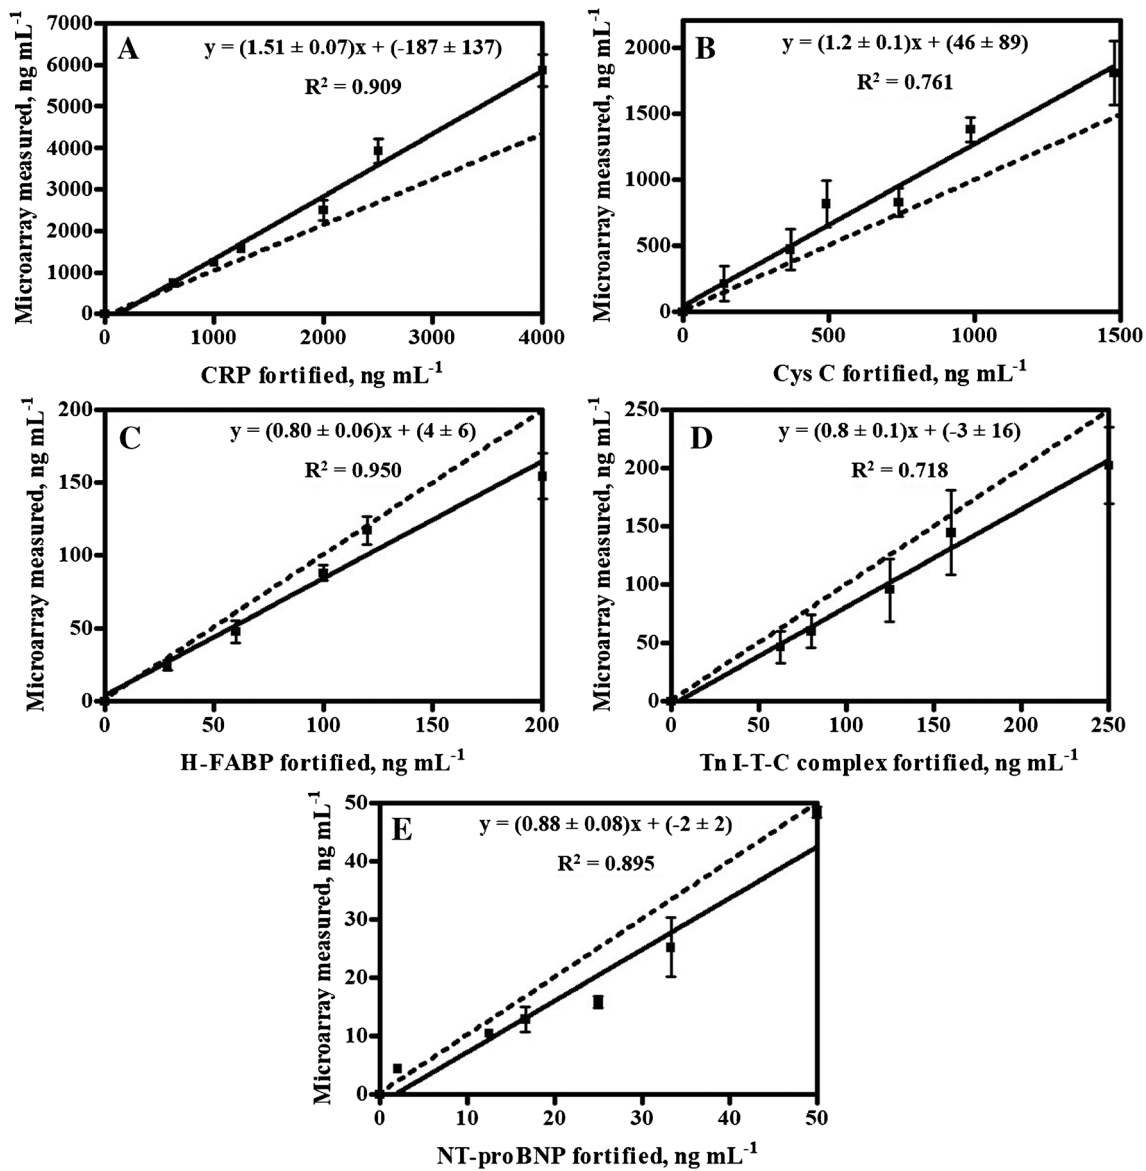 A
y = (1.51 ± 0.07)x + (-187 ± 137)
R² = 0.909
Microarray measured, ng mL⁻¹
7000
6000
5000
4000
3000
2000
1000
0
0 1000 2000 3000 4000
CRP fortified, ng mL⁻¹
B
y = (1.2 ± 0.1)x + (46 ± 89)
R² = 0.761
Microarray measured, ng mL⁻¹
2000
1500
1000
500
0
0 500 1000 1500
Cys C fortified, ng mL⁻¹
C
y = (0.80 ± 0.06)x + (4 ± 6)
R² = 0.950
Microarray measured, ng mL⁻¹
200
150
100
50
0
0 50 100 150 200
H-FABP fortified, ng mL⁻¹
D
y = (0.8 ± 0.1)x + (-3 ± 16)
R² = 0.718
Microarray measured, ng mL⁻¹
250
200
150
100
50
0
0 50 100 150 200 250
Tn I-T-C complex fortified, ng mL⁻¹
E
y = (0.88 ± 0.08)x + (-2 ± 2)
R² = 0.895
Microarray measured, ng mL⁻¹
50
40
30
20
10
0
0 10 20 30 40 50
NT-proBNP fortified, ng mL⁻¹